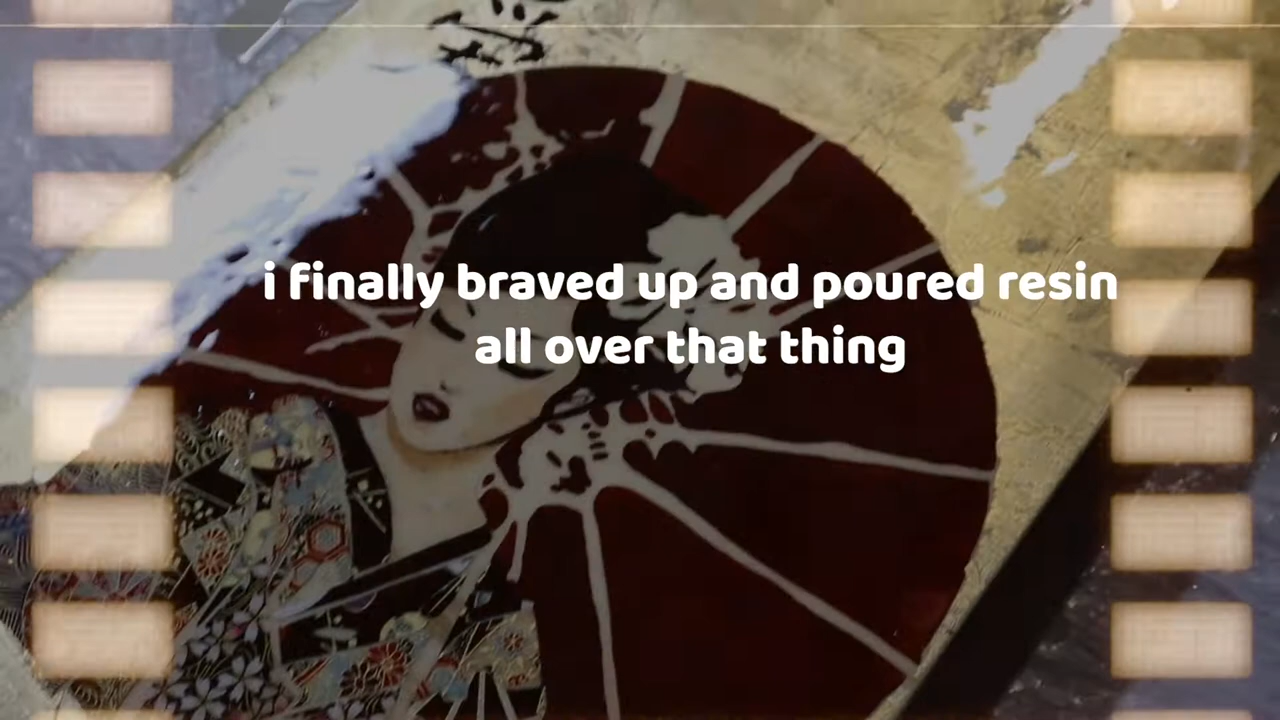 i finally braved up and poured resin
all over that thing